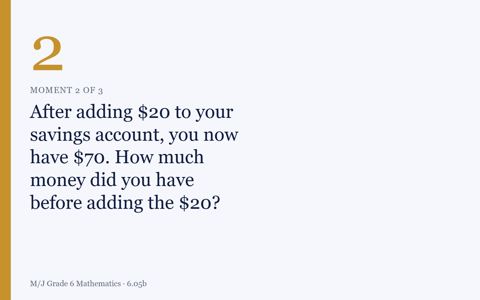 2
MOMENT 2 OF 3
After adding $20 to your
savings account, you now
have $70. How much
money did you have
before adding the $20?
M/J Grade 6 Mathematics · 6.05b